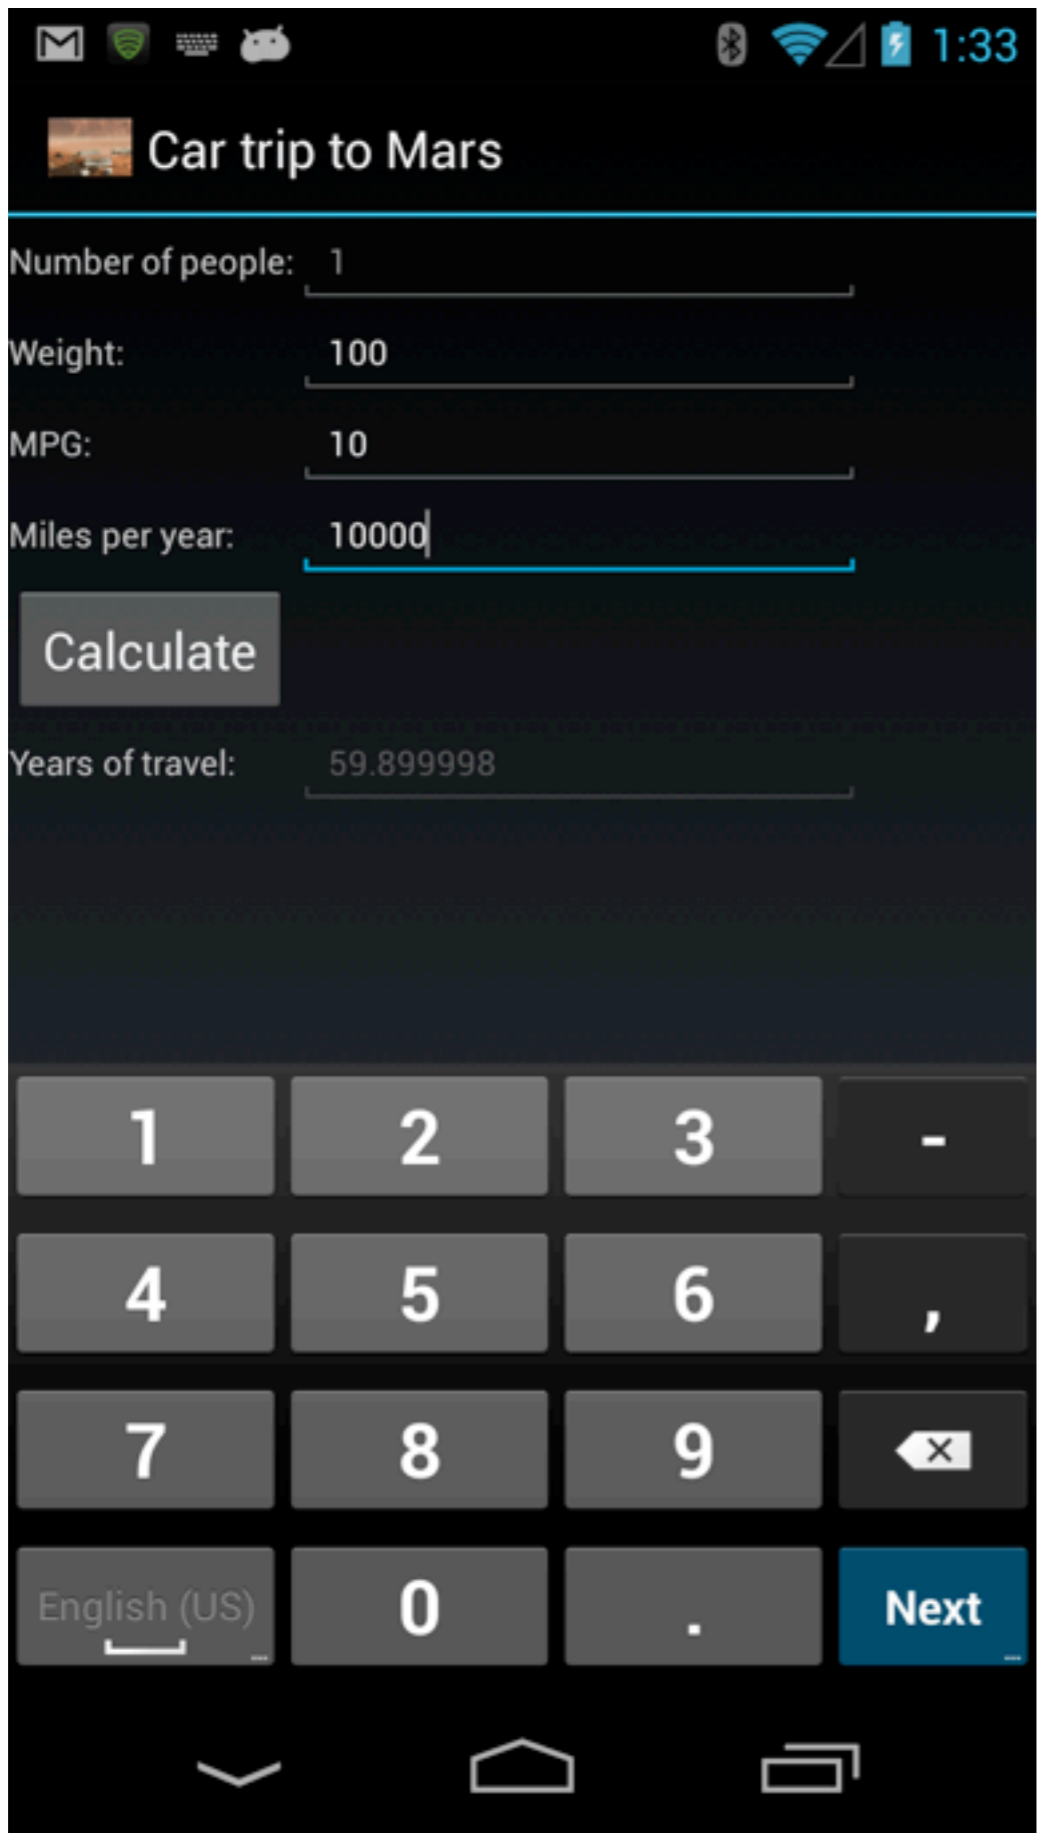 1:33
Car trip to Mars
Number of people: 1
Weight: 100
MPG: 10
Miles per year: 10000
Calculate
Years of travel: 59.899998
1 2 3 -
4 5 6 ,
7 8 9
English (US) 0 . Next